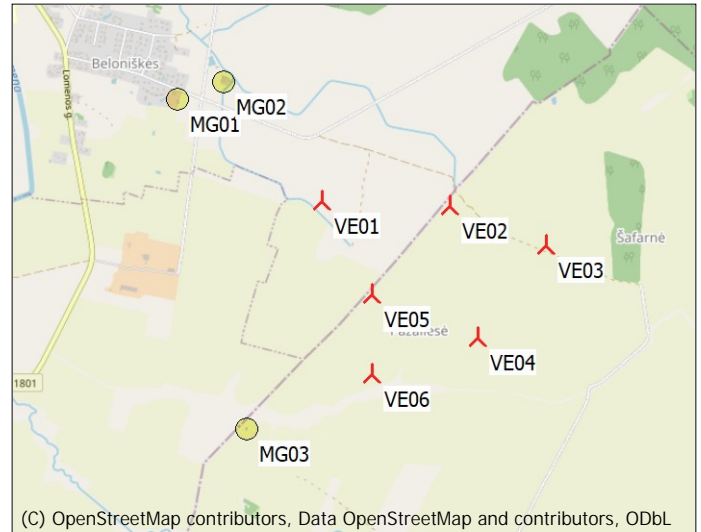 Beloniškės
Lomenos g.
MG02
MG01
VE01
VE02
Šafarnė
VE03
VE05
VE04
1801
VE06
MG03
(C) OpenStreetMap contributors, Data OpenStreetMap and contributors, ODbL